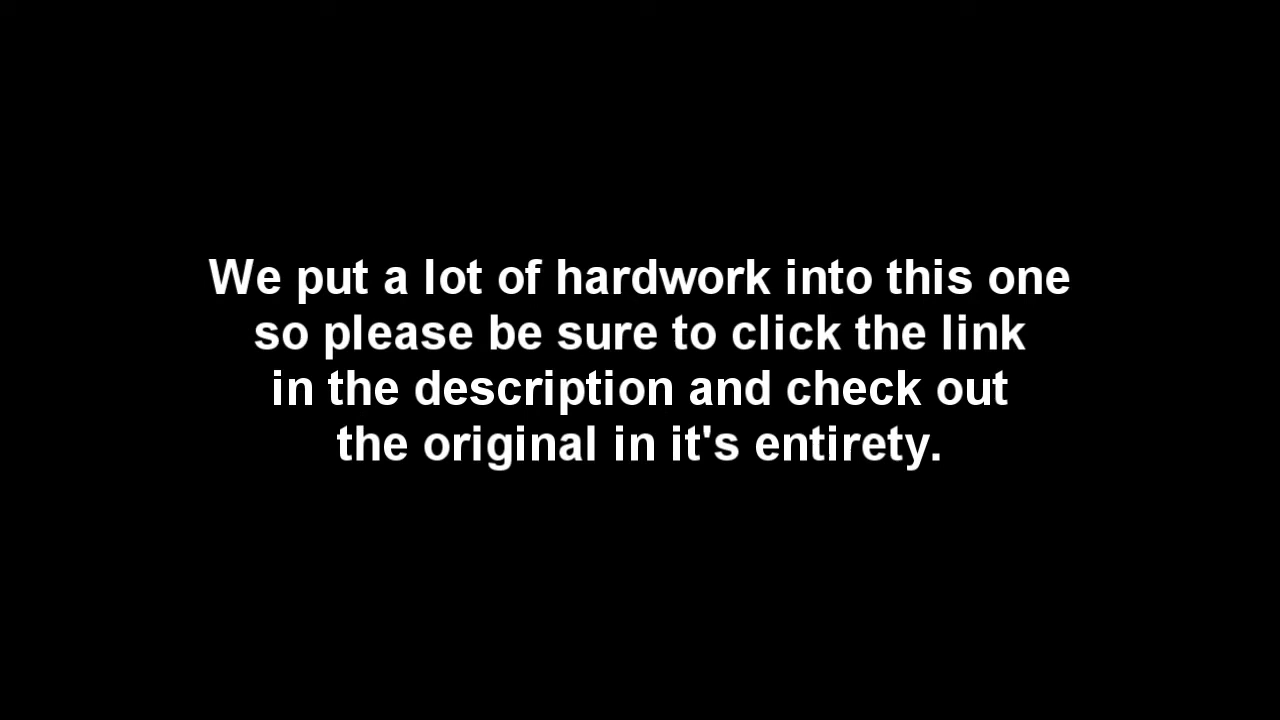 We put a lot of hardwork into this one
so please be sure to click the link
in the description and check out
the original in it's entirety.